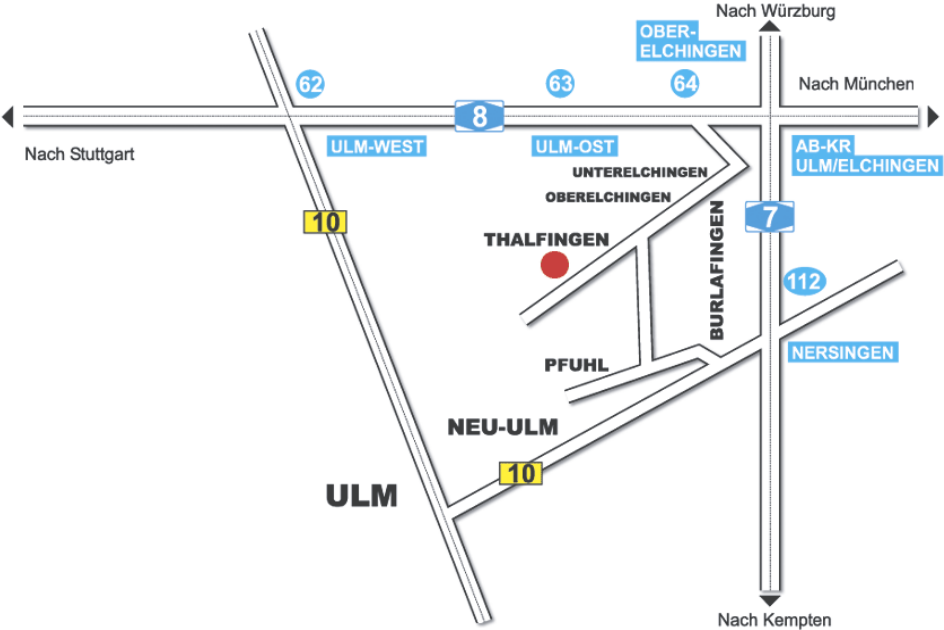 Nach Würzburg
OBER-
ELCHINGEN
62
63
64
Nach München
8
Nach Stuttgart
ULM-WEST
ULM-OST
AB-KR
ULM/ELCHINGEN
UNTERELCHINGEN
OBERELCHINGEN
10
7
THALFINGEN
BURLAFINGEN
112
NERSINGEN
PFUHL
NEU-ULM
10
ULM
Nach Kempten